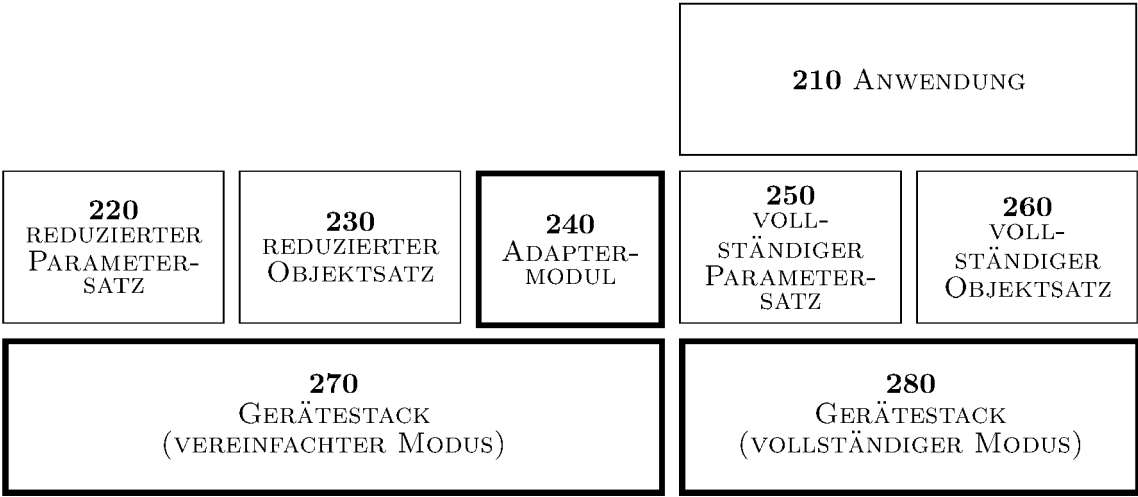 210 Anwendung
220
reduzierter
Parameter-
satz
230
reduzierter
Objektsatz
240
Adapter-
modul
250
voll-
ständiger
Parameter-
satz
260
voll-
ständiger
Objektsatz
270
Gerätestack
(vereinfachter Modus)
280
Gerätestack
(vollständiger Modus)